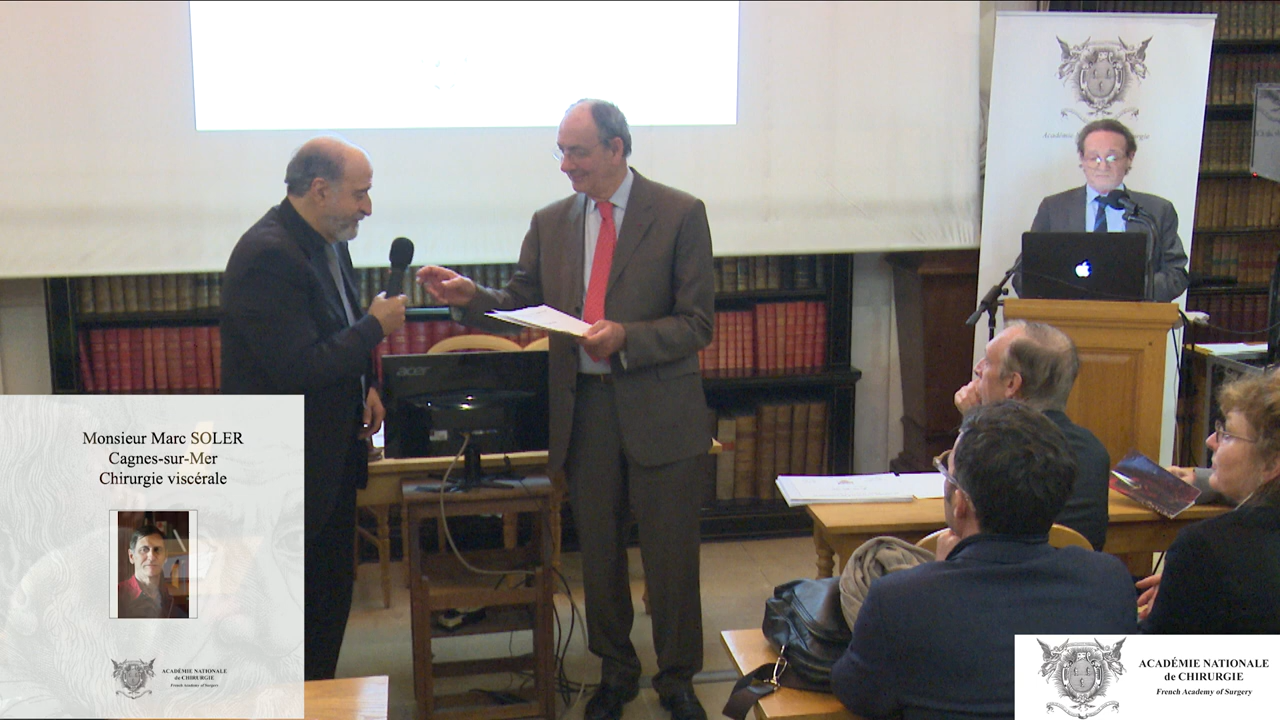 acer
Monsieur Marc SOLER
Cagnes-sur-Mer
Chirurgie viscérale
ACADÉMIE NATIONALE
de CHIRURGIE
French Academy of Surgery
ACADÉMIE NATIONALE
de CHIRURGIE
French Academy of Surgery